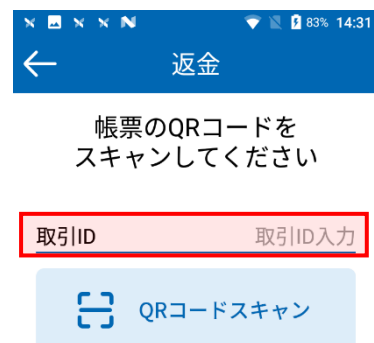 83% 14:31
返金
帳票のQRコードを
スキャンしてください
取引ID 取引ID入力
QRコードスキャン